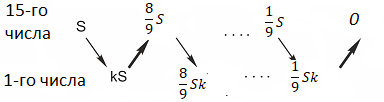 15-го
числа S 8/9 S .... 1/9 S 0
1-го числа kS 8/9 Sk .... 1/9 Sk